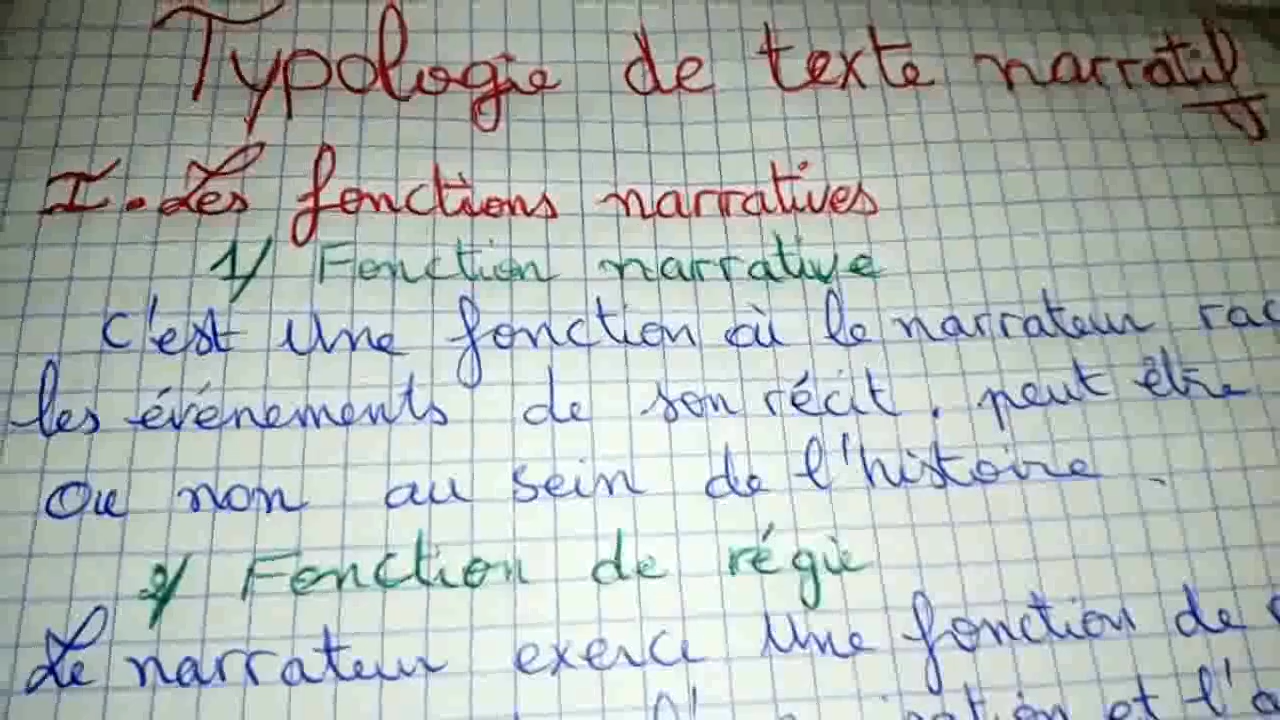 Typologie de texte narratif
I. Les fonctions narratives
1/ Fonction narrative
C'est une fonction où le narrateur rac
les événements de son récit. peut être
ou non au sein de l'histoire.
2/ Fonction de régie
Le narrateur exerce une fonction de
et l'o